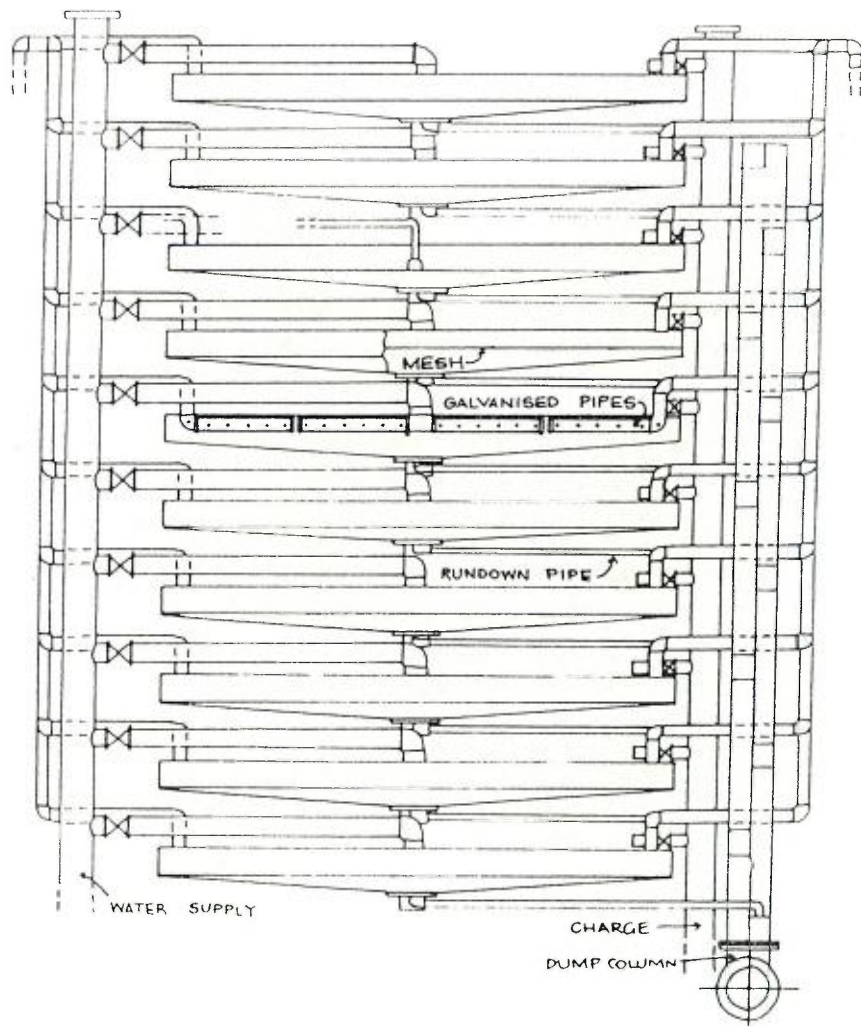 MESH
GALVANISED PIPES
RUNDOWN PIPE
WATER SUPPLY
CHARGE
DUMP COLUMN